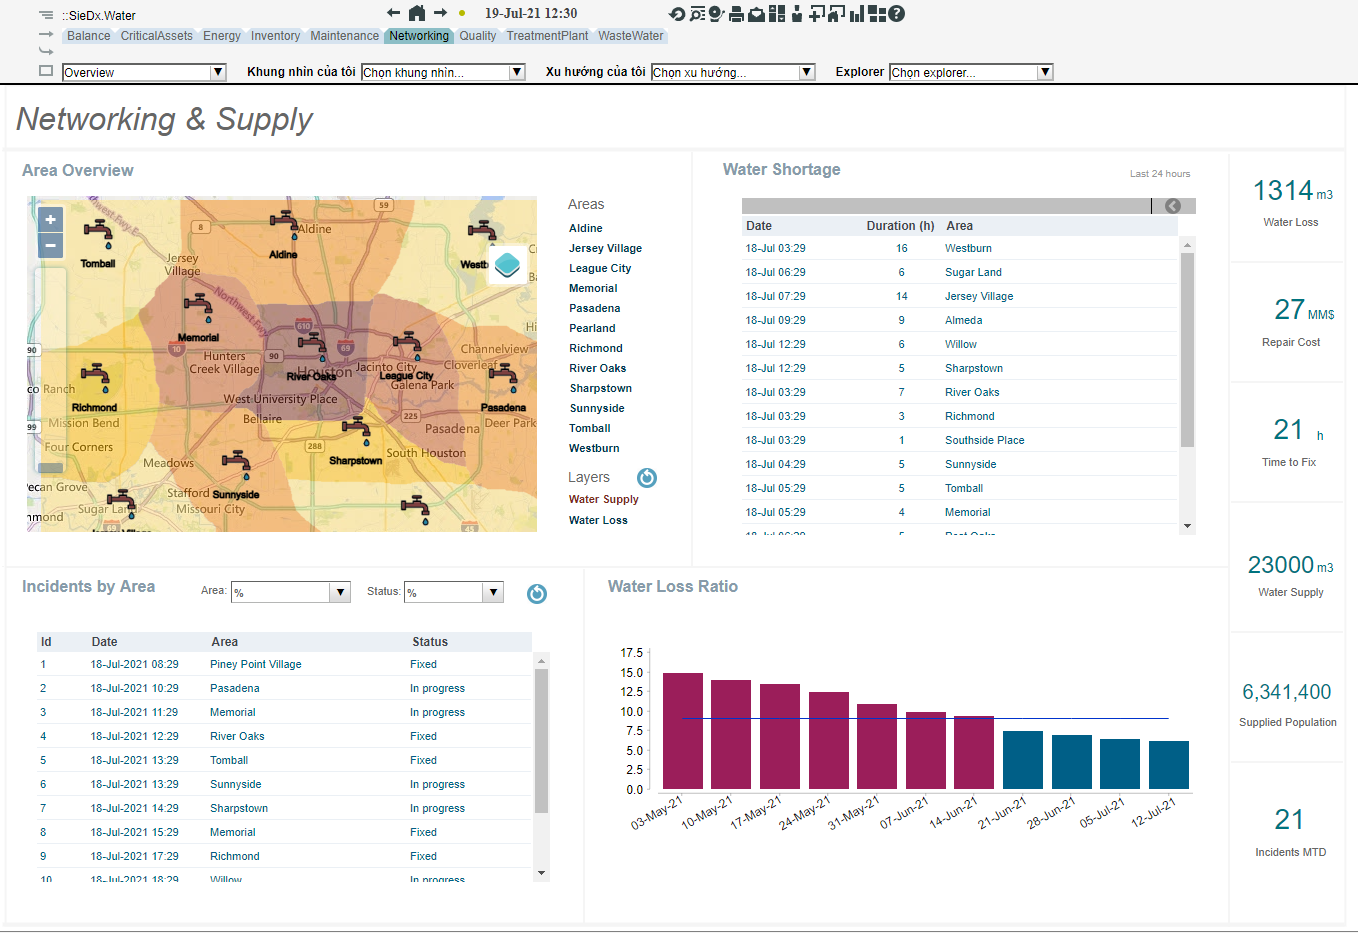 ::SieDx.Water
19-Jul-21 12:30
Balance CriticalAssets Energy Inventory Maintenance Networking Quality TreatmentPlant WasteWater
Overview Khung nhìn của tôi Chọn khung nhìn... Xu hướng của tôi Chọn xu hướng... Explorer Chọn explorer...
Networking & Supply
Area Overview
+
−
59
8
Aldine
Aldine
Tomball
Jersey
Village
Northwest Fwy
610
Memorial
10
90
69
90
Hunters
Creek Village
Houston
River Oaks
Jacinto City
League City
Channelview
Cloverleaf
Galena Park
Richmond
West University Place
Bellaire
225
Pasadena
Pasadena
Deer Park
99
Mission Bend
Four Corners
288
Sharpstown
South Houston
Meadows
Stafford
Sunnyside
Missouri City
Sugar
45
Areas
Aldine
Jersey Village
League City
Memorial
Pasadena
Pearland
Richmond
River Oaks
Sharpstown
Sunnyside
Tomball
Westburn
Layers
Water Supply
Water Loss
Water Shortage
Last 24 hours
Date Duration (h) Area
18-Jul 03:29 16 Westburn
18-Jul 06:29 6 Sugar Land
18-Jul 07:29 14 Jersey Village
18-Jul 09:29 9 Almeda
18-Jul 12:29 6 Willow
18-Jul 12:29 5 Sharpstown
18-Jul 03:29 7 River Oaks
18-Jul 03:29 3 Richmond
18-Jul 03:29 1 Southside Place
18-Jul 04:29 5 Sunnyside
18-Jul 05:29 5 Tomball
18-Jul 05:29 4 Memorial
1314 m3
Water Loss
27 MM$
Repair Cost
21 h
Time to Fix
23000 m3
Water Supply
6,341,400
Supplied Population
21
Incidents MTD
Incidents by Area
Area: % Status: %
Id Date Area Status
1 18-Jul-2021 08:29 Piney Point Village Fixed
2 18-Jul-2021 10:29 Pasadena In progress
3 18-Jul-2021 11:29 Memorial In progress
4 18-Jul-2021 12:29 River Oaks Fixed
5 18-Jul-2021 13:29 Tomball Fixed
6 18-Jul-2021 13:29 Sunnyside In progress
7 18-Jul-2021 14:29 Sharpstown In progress
8 18-Jul-2021 15:29 Memorial Fixed
9 18-Jul-2021 17:29 Richmond Fixed
10 18-Jul-2021 18:29 Willow In progress
Water Loss Ratio
17.5
15.0
12.5
10.0
7.5
5.0
2.5
0.0
03-May-21 10-May-21 17-May-21 24-May-21 31-May-21 07-Jun-21 14-Jun-21 21-Jun-21 28-Jun-21 05-Jul-21 12-Jul-21